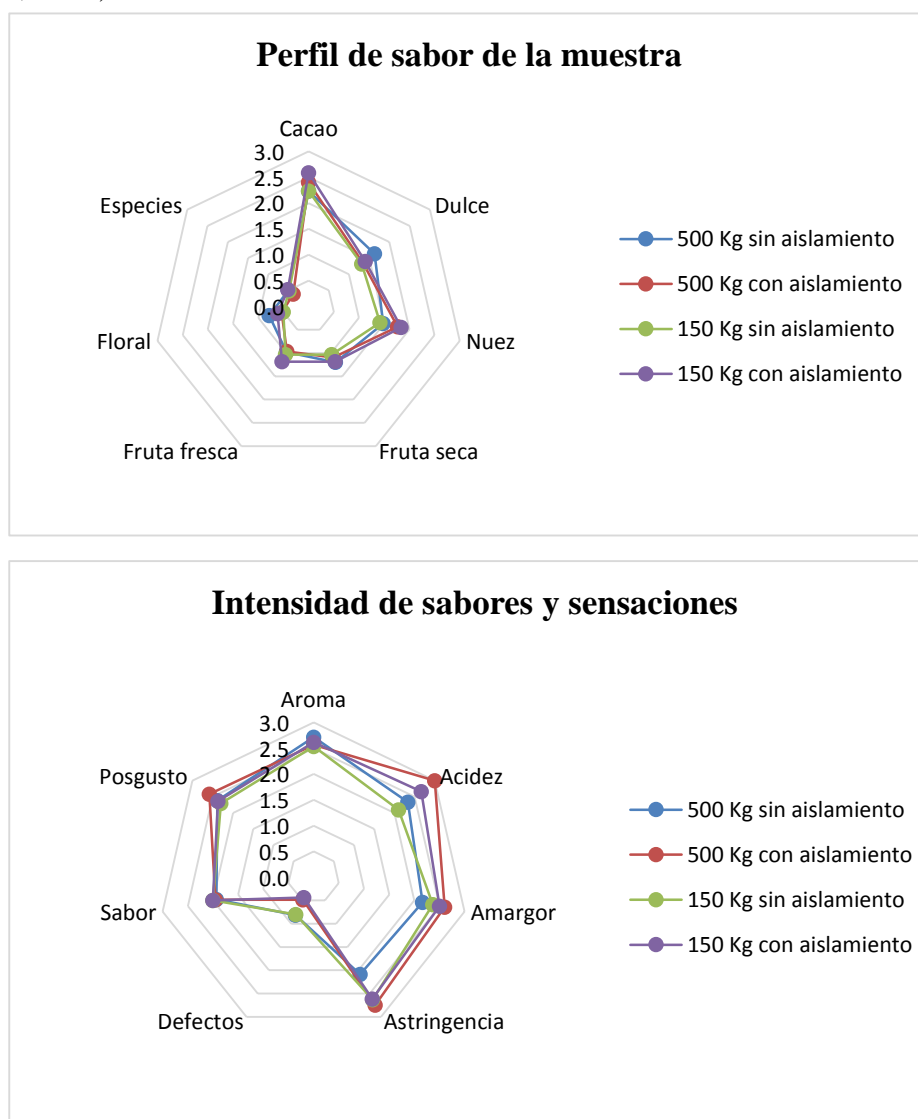 Perfil de sabor de la muestra
Cacao
3.0
2.5
2.0
1.5
1.0
0.5
0.0
Especies
Dulce
Floral
Nuez
Fruta fresca
Fruta seca
500 Kg sin aislamiento
500 Kg con aislamiento
150 Kg sin aislamiento
150 Kg con aislamiento
Intensidad de sabores y sensaciones
Aroma
3.0
2.5
2.0
1.5
1.0
0.5
0.0
Posgusto
Acidez
Sabor
Amargor
Defectos
Astringencia
500 Kg sin aislamiento
500 Kg con aislamiento
150 Kg sin aislamiento
150 Kg con aislamiento